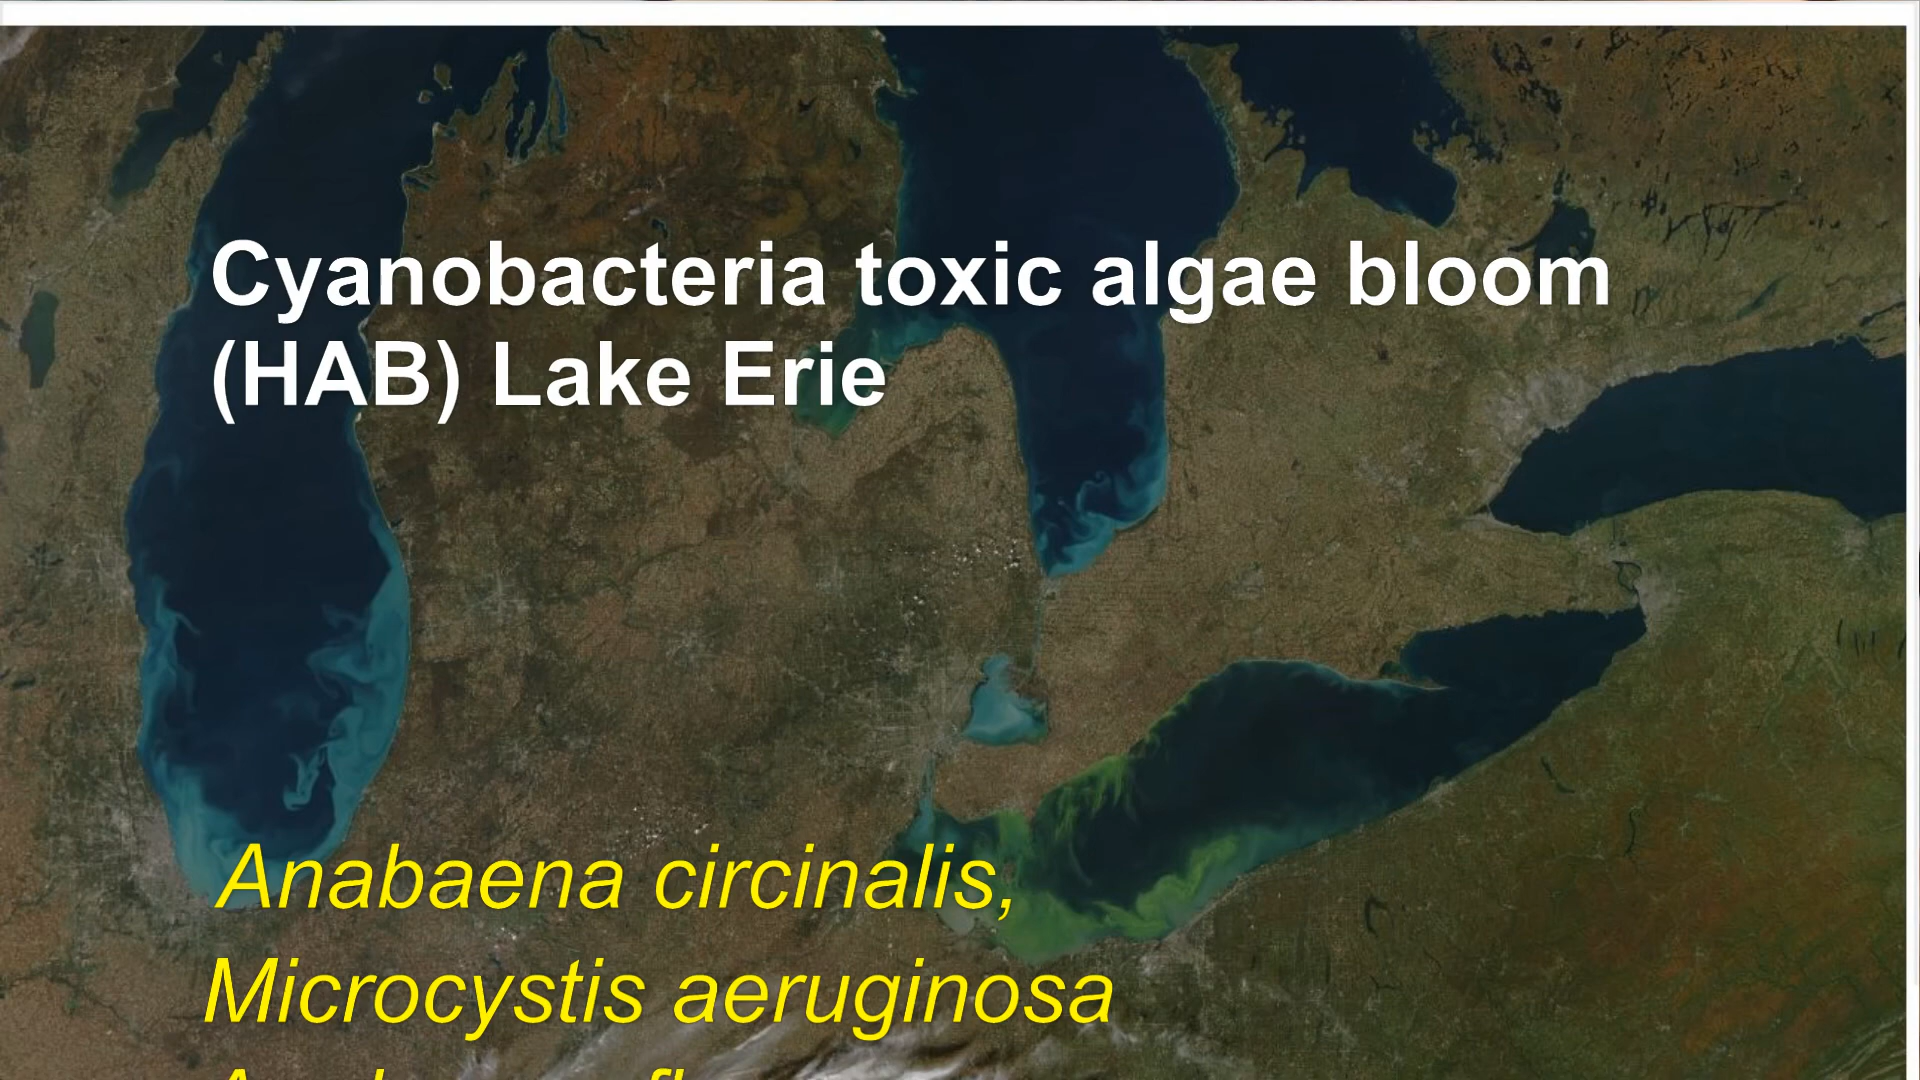 Cyanobacteria toxic algae bloom
(HAB) Lake Erie
Anabaena circinalis,
Microcystis aeruginosa